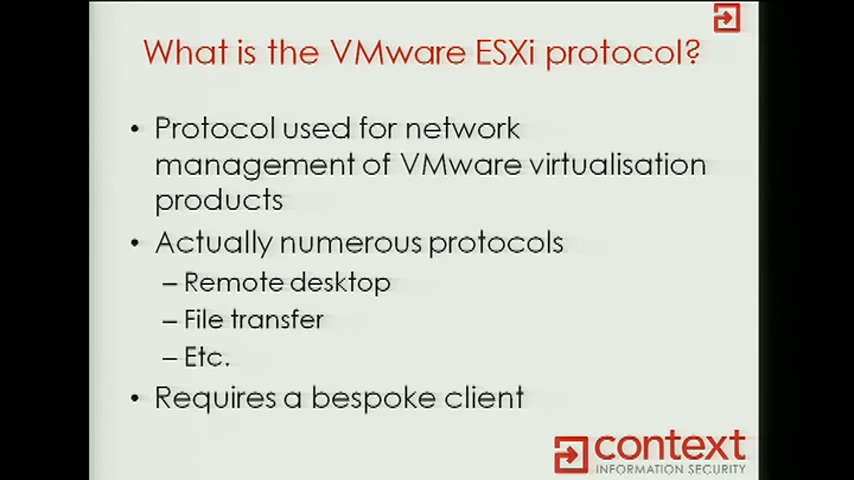 What is the VMware ESXi protocol?
• Protocol used for network
management of VMware virtualisation
products
• Actually numerous protocols
– Remote desktop
– File transfer
– Etc.
• Requires a bespoke client
context
INFORMATION SECURITY